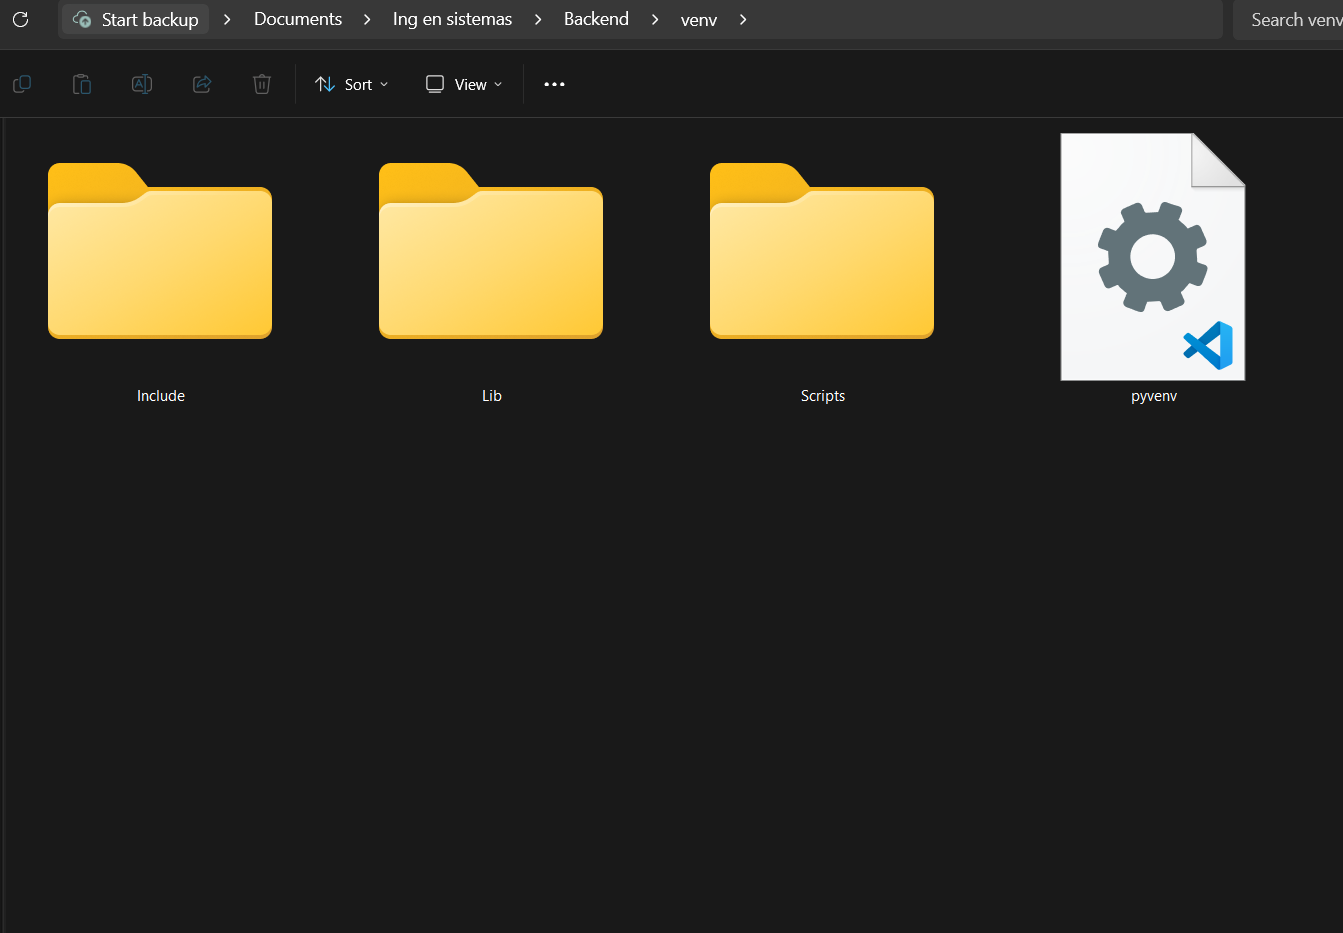 Start backup > Documents > Ing en sistemas > Backend > venv >
Search venv
Sort
View
Include
Lib
Scripts
pyvenv